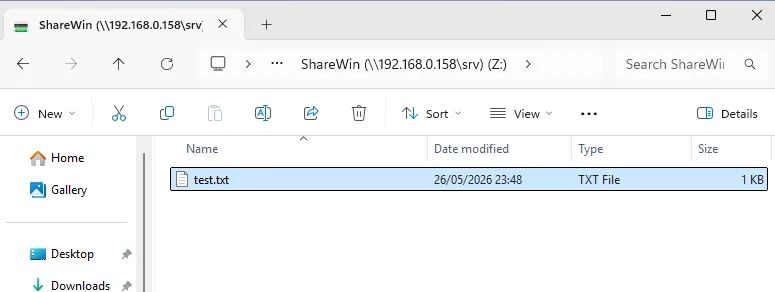 ShareWin (\\192.168.0.158\srv)
ShareWin (\\192.168.0.158\srv) (Z:)
Search ShareWin
New
Sort
View
Details
Name Date modified Type Size
Home
Gallery
test.txt 26/05/2026 23:48 TXT File 1 KB
Desktop
Downloads